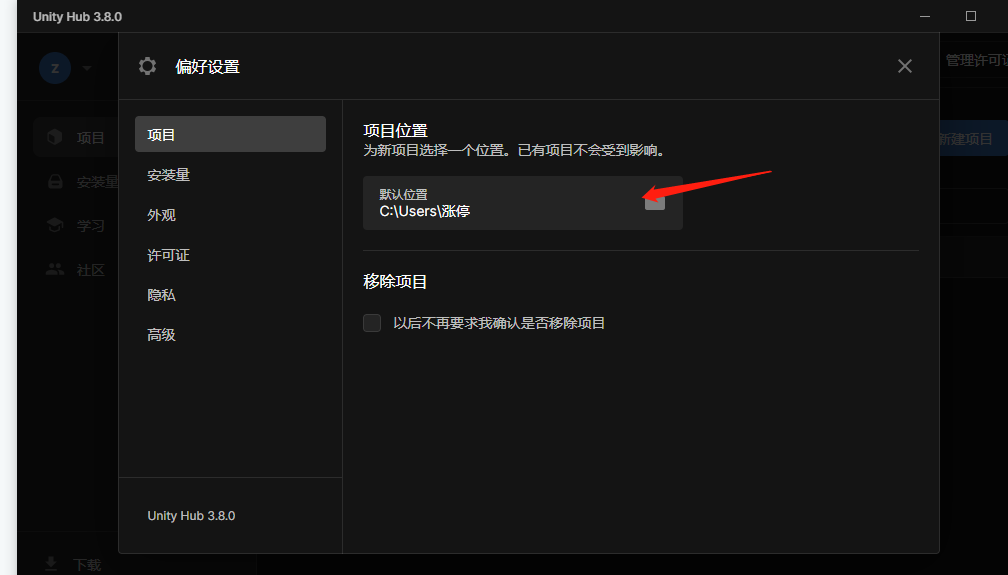 Unity Hub 3.8.0
Z
偏好设置
管理许可证
项目
项目
项目位置
新建项目
为新项目选择一个位置。已有项目不会受到影响。
安装量
安装量
默认位置
C:\Users\涨停
外观
学习
许可证
社区
移除项目
隐私
以后不再要求我确认是否移除项目
高级
Unity Hub 3.8.0
下载